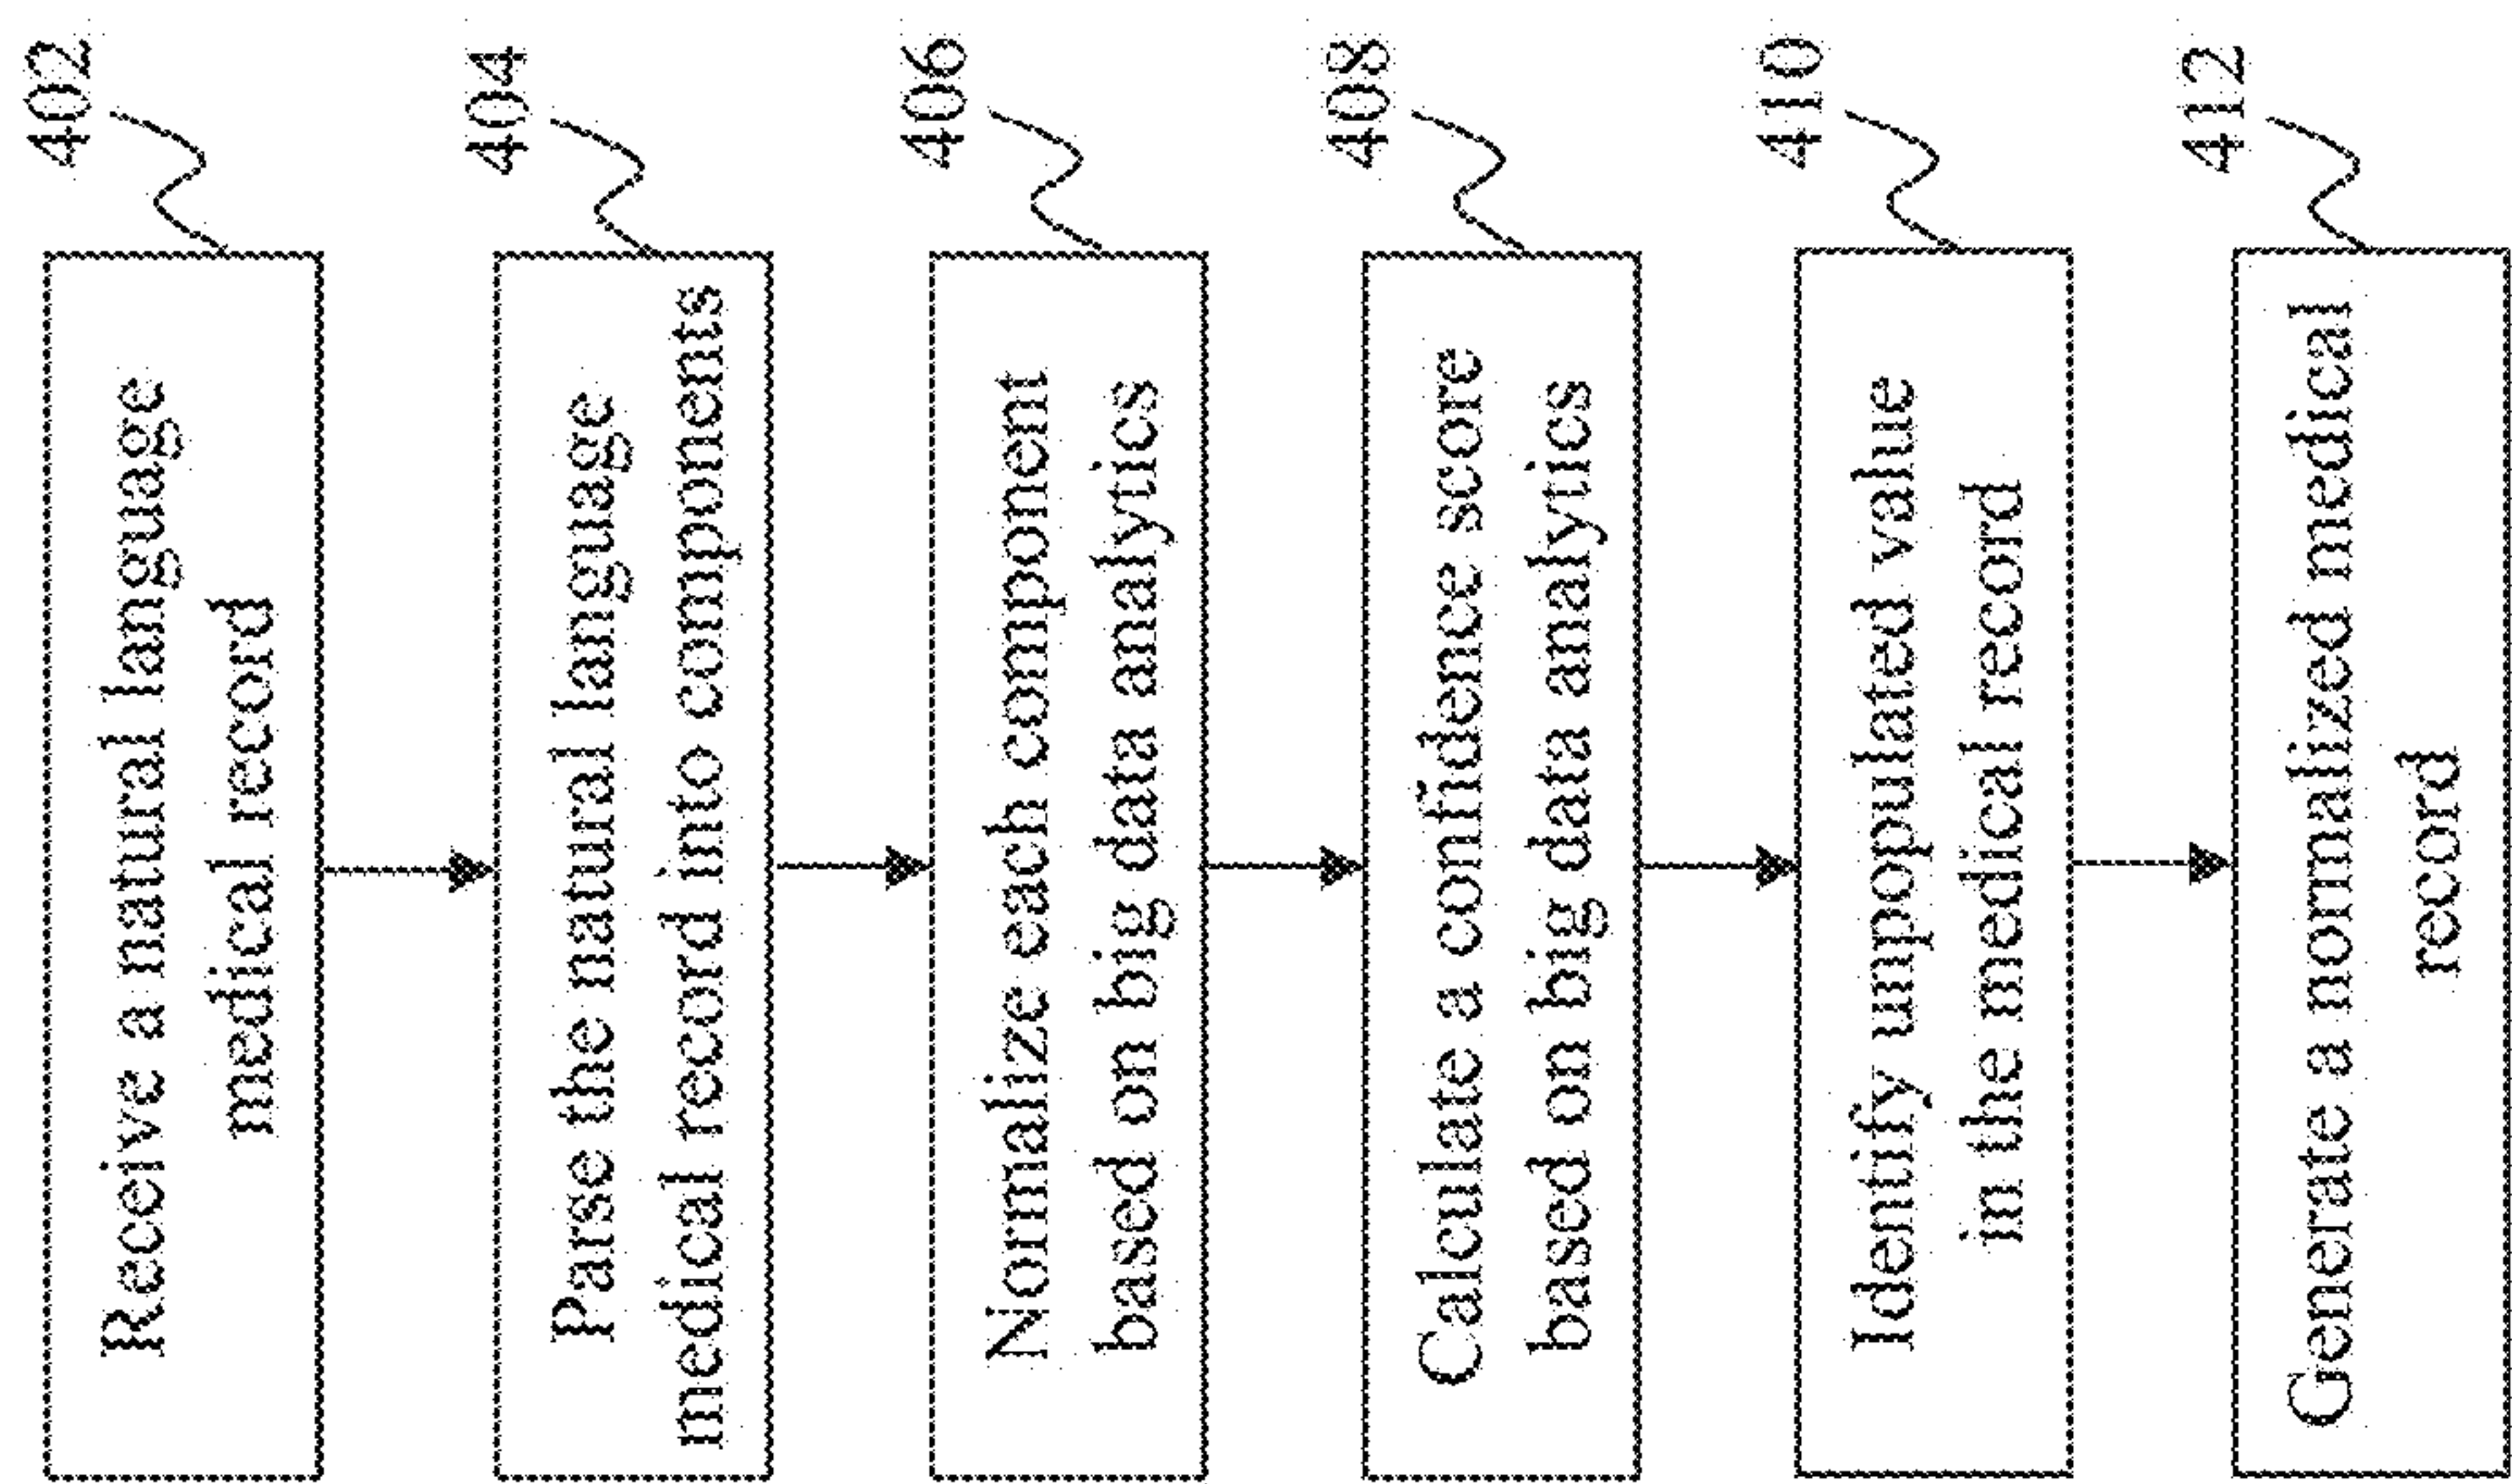 402
Receive a natural language
medical record
404
Parse the natural language
medical record into components
406
Normalize each component
based on big data analytics
408
Calculate a confidence score
based on big data analytics
410
Identify unpopulated value
in the medical record
412
Generate a normalized medical
record